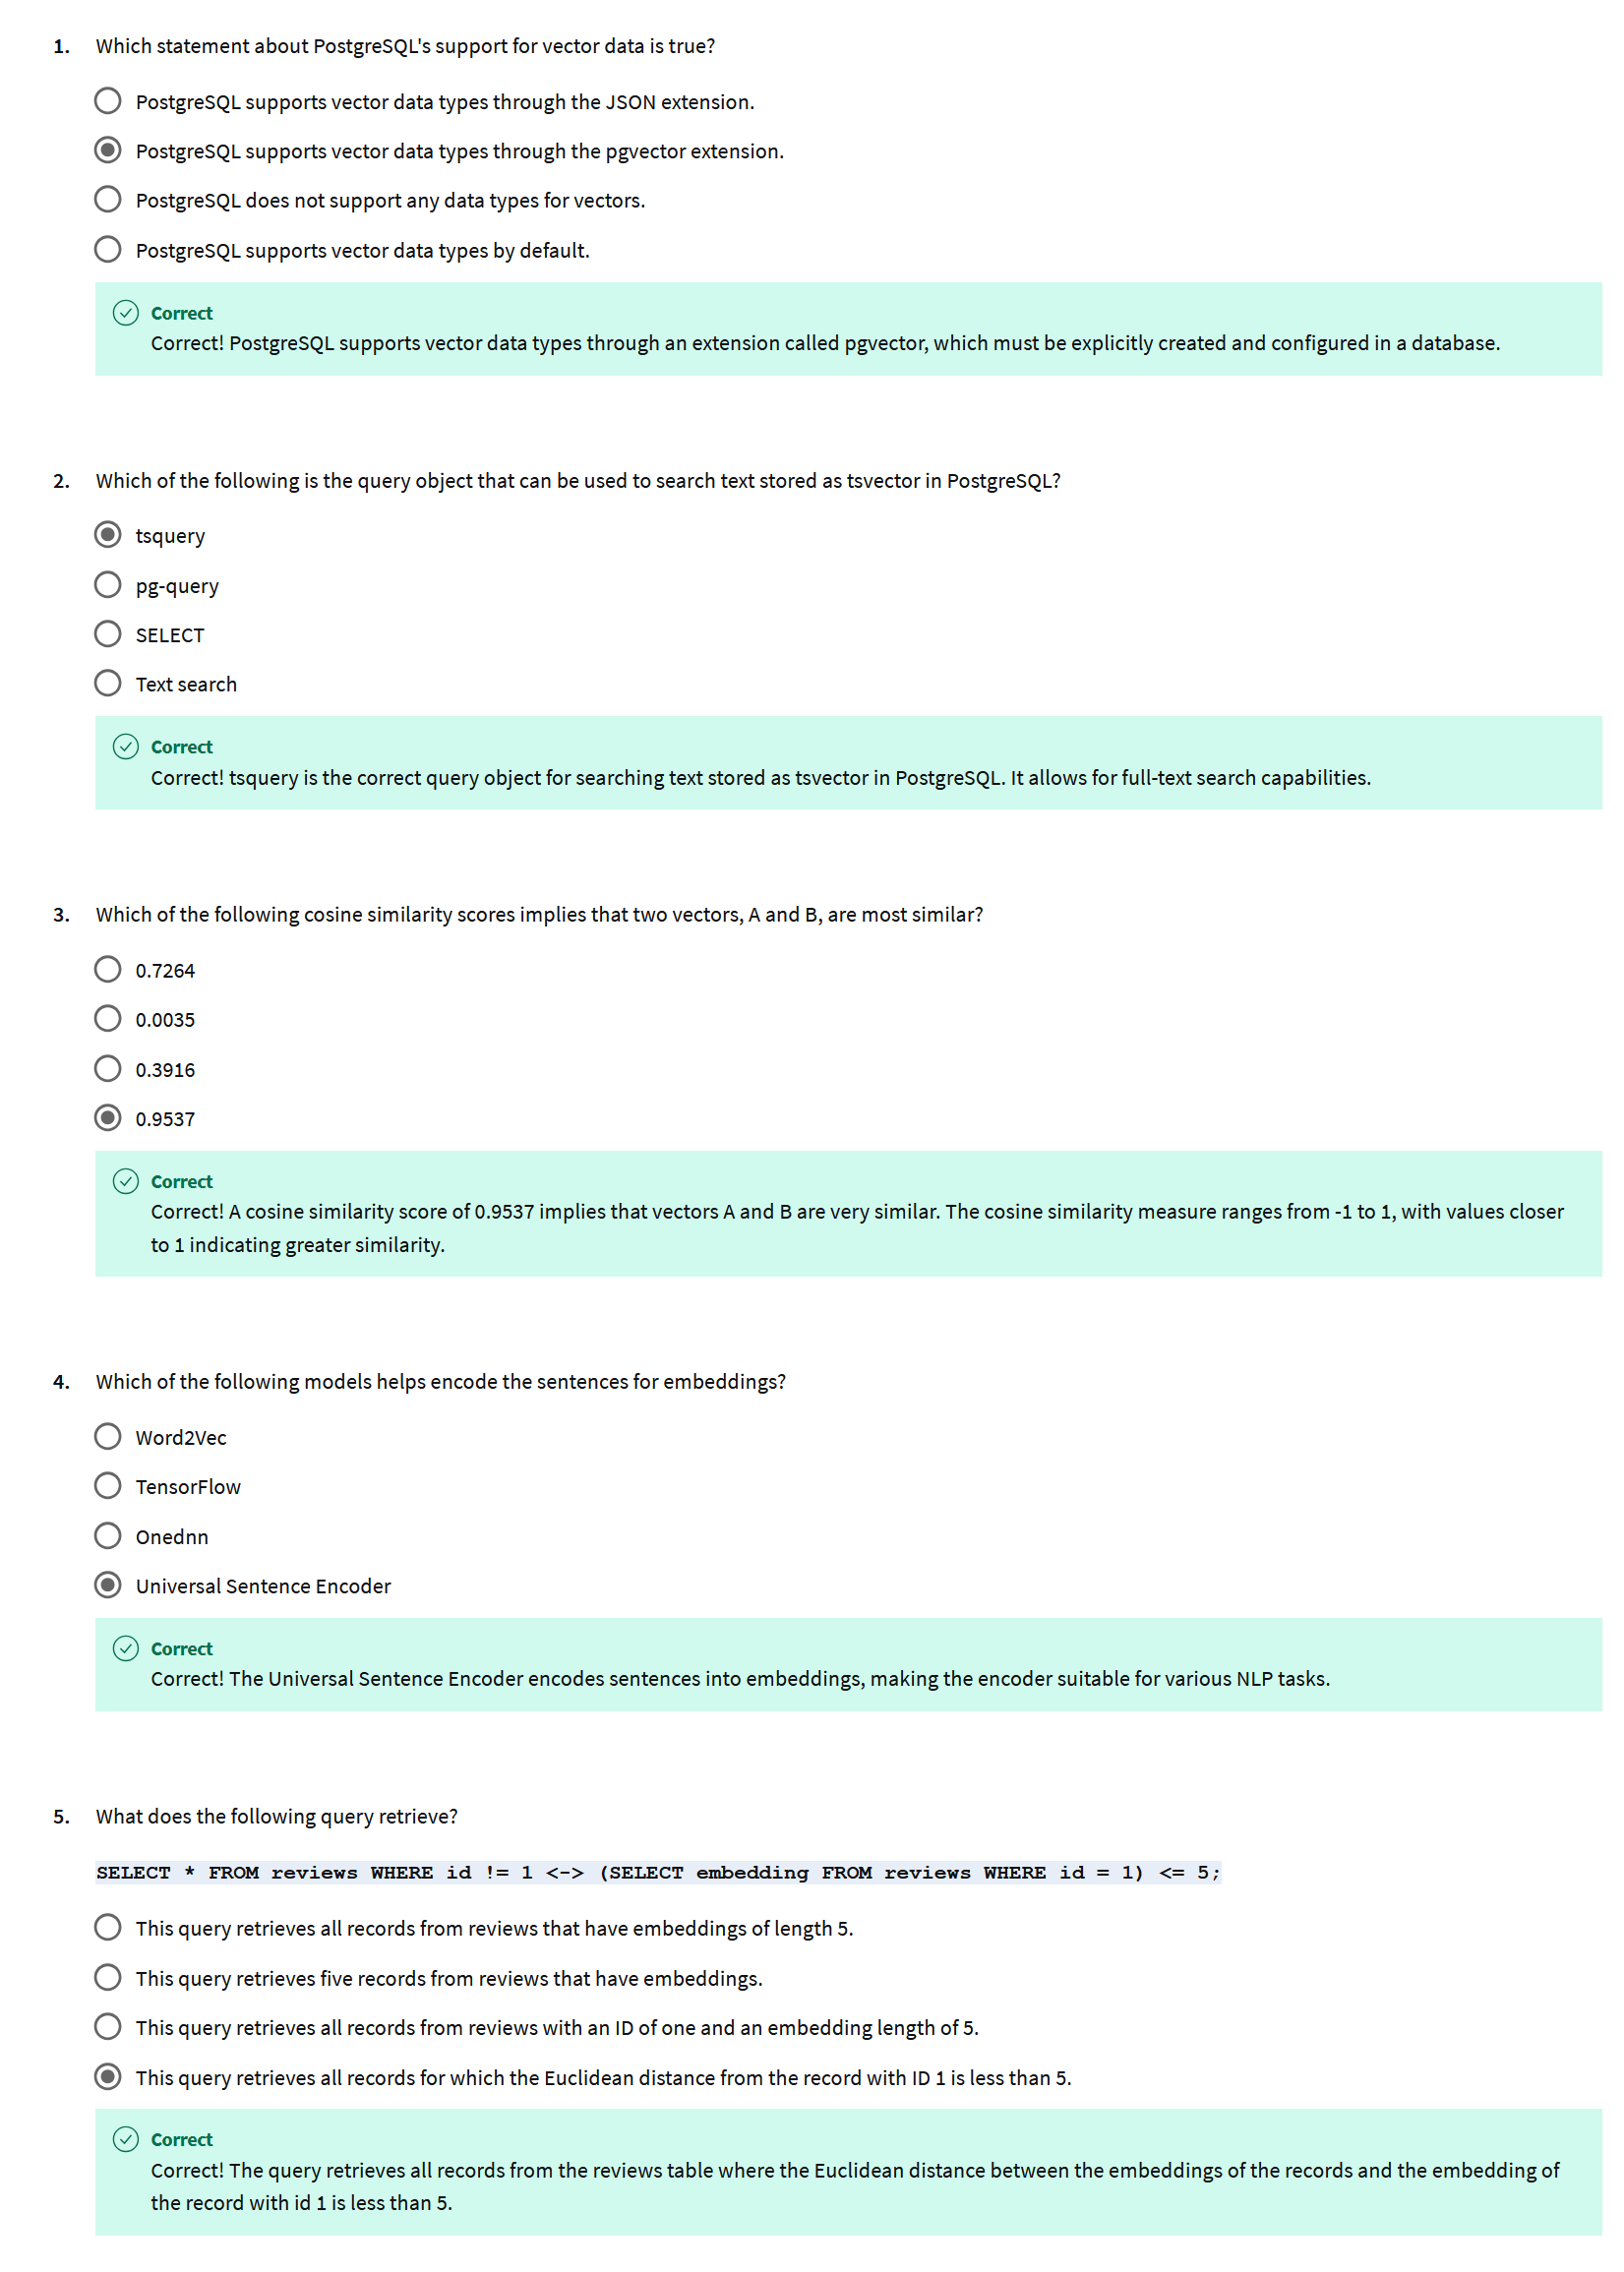 1. Which statement about PostgreSQL's support for vector data is true?
PostgreSQL supports vector data types through the JSON extension.
PostgreSQL supports vector data types through the pgvector extension.
PostgreSQL does not support any data types for vectors.
PostgreSQL supports vector data types by default.
Correct
Correct! PostgreSQL supports vector data types through an extension called pgvector, which must be explicitly created and configured in a database.
2. Which of the following is the query object that can be used to search text stored as tsvector in PostgreSQL?
tsquery
pg-query
SELECT
Text search
Correct
Correct! tsquery is the correct query object for searching text stored as tsvector in PostgreSQL. It allows for full-text search capabilities.
3. Which of the following cosine similarity scores implies that two vectors, A and B, are most similar?
0.7264
0.0035
0.3916
0.9537
Correct
Correct! A cosine similarity score of 0.9537 implies that vectors A and B are very similar. The cosine similarity measure ranges from -1 to 1, with values closer
to 1 indicating greater similarity.
4. Which of the following models helps encode the sentences for embeddings?
Word2Vec
TensorFlow
Onednn
Universal Sentence Encoder
Correct
Correct! The Universal Sentence Encoder encodes sentences into embeddings, making the encoder suitable for various NLP tasks.
5. What does the following query retrieve?
SELECT * FROM reviews WHERE id != 1 <-> (SELECT embedding FROM reviews WHERE id = 1) <= 5;
This query retrieves all records from reviews that have embeddings of length 5.
This query retrieves five records from reviews that have embeddings.
This query retrieves all records from reviews with an ID of one and an embedding length of 5.
This query retrieves all records for which the Euclidean distance from the record with ID 1 is less than 5.
Correct
Correct! The query retrieves all records from the reviews table where the Euclidean distance between the embeddings of the records and the embedding of
the record with id 1 is less than 5.